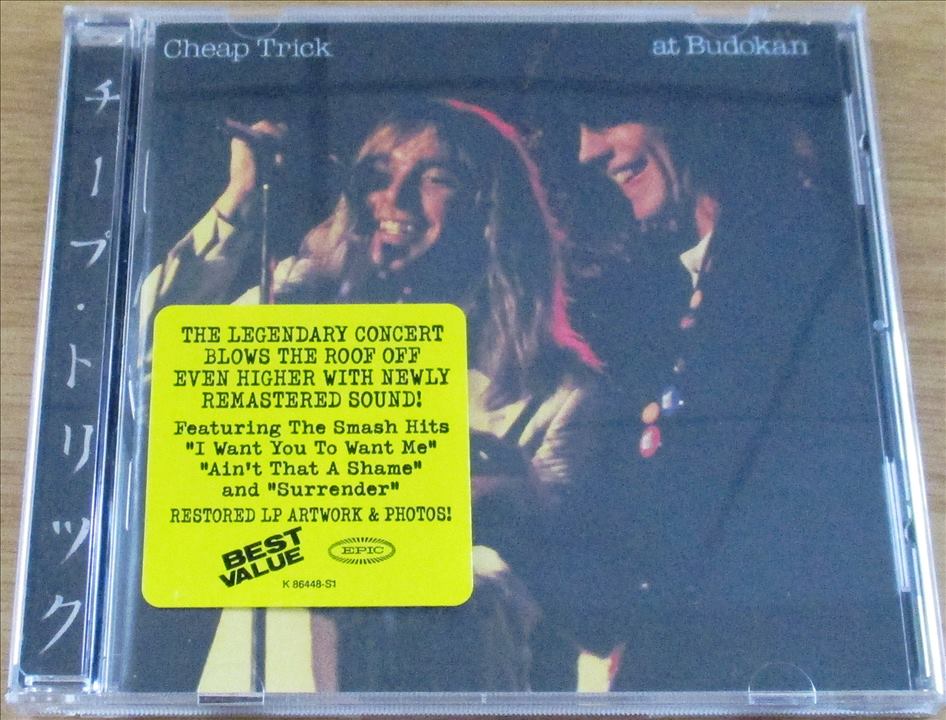 Cheap Trick
at Budokan
チープ・トリック
THE LEGENDARY CONCERT
BLOWS THE ROOF OFF
EVEN HIGHER WITH NEWLY
REMASTERED SOUND!
Featuring The Smash Hits
"I Want You To Want Me"
"Ain't That A Shame"
and "Surrender"
RESTORED LP ARTWORK & PHOTOS!
BEST
VALUE
EPIC
K 86448-S1